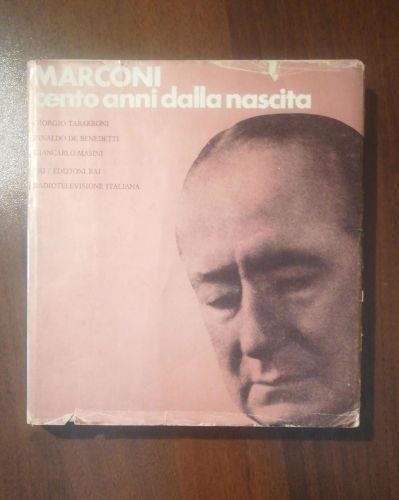 MARCONI
cento anni dalla nascita
GIORGIO TABARRONI
RINALDO DE BENEDETTI
GIANCARLO MASINI
ERI / EDIZIONI RAI
RADIOTELEVISIONE ITALIANA